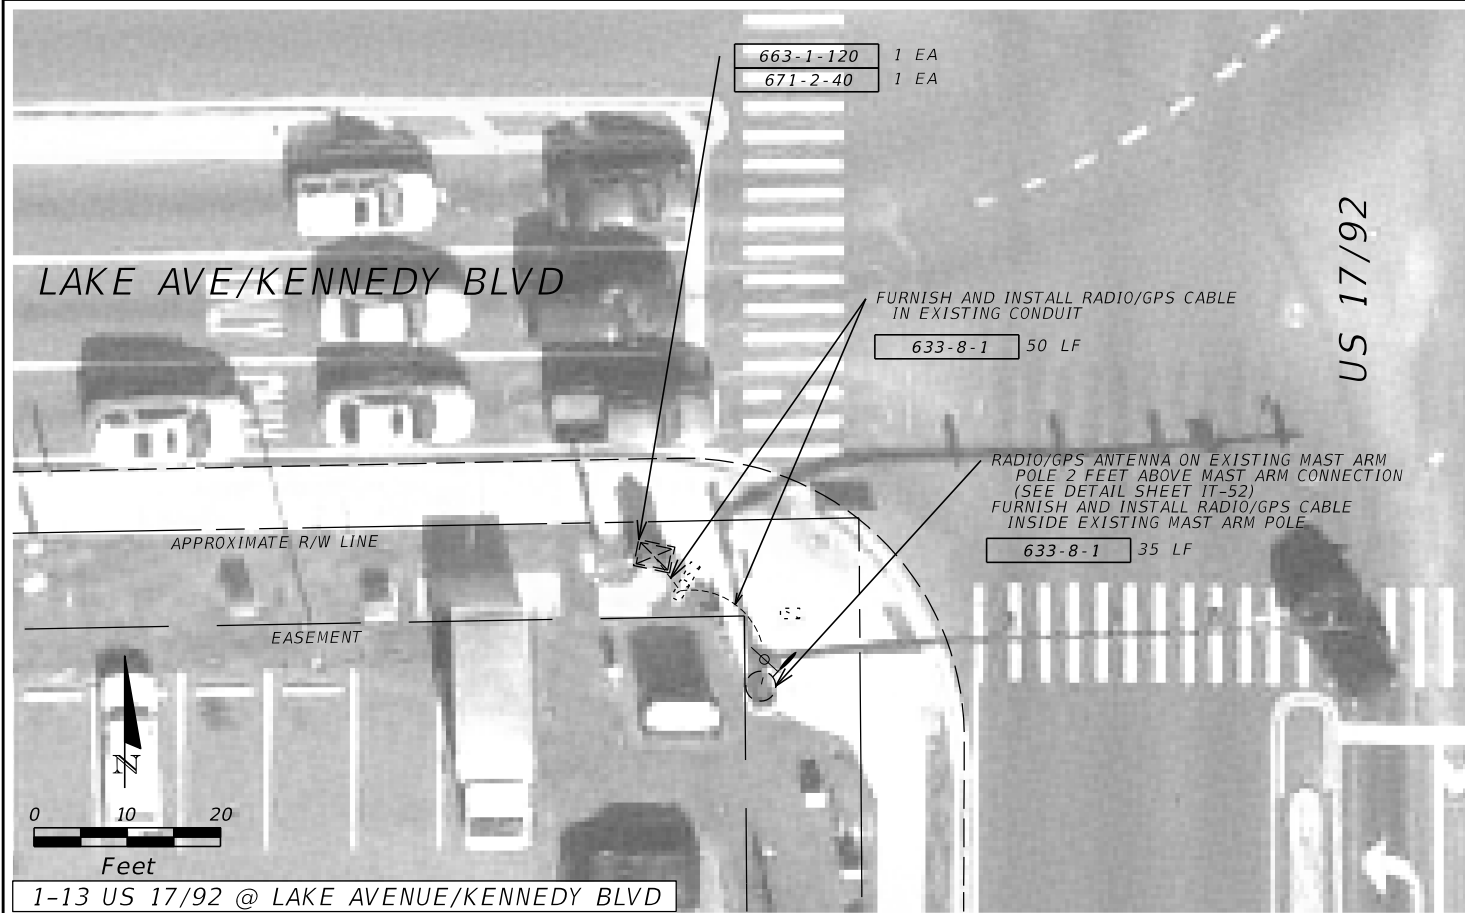 663-1-120 1 EA
671-2-40 1 EA
LAKE AVE/KENNEDY BLVD
US 17/92
FURNISH AND INSTALL RADIO/GPS CABLE
IN EXISTING CONDUIT
633-8-1 50 LF
RADIO/GPS ANTENNA ON EXISTING MAST ARM
POLE 2 FEET ABOVE MAST ARM CONNECTION
(SEE DETAIL SHEET IT-52)
FURNISH AND INSTALL RADIO/GPS CABLE
INSIDE EXISTING MAST ARM POLE
633-8-1 35 LF
APPROXIMATE R/W LINE
EASEMENT
N
0 10 20
Feet
1-13 US 17/92 @ LAKE AVENUE/KENNEDY BLVD